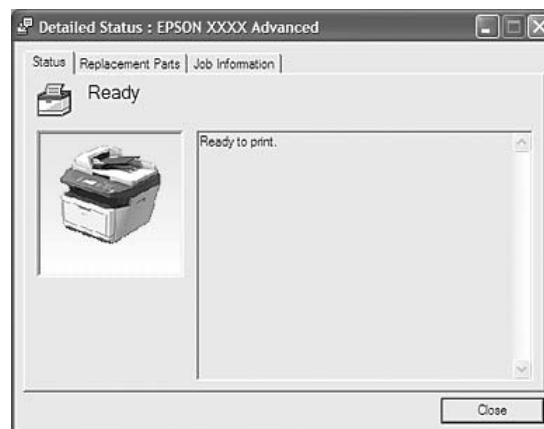 Detailed Status : EPSON XXXX Advanced
Status Replacement Parts Job Information
Ready
Ready to print.
Close